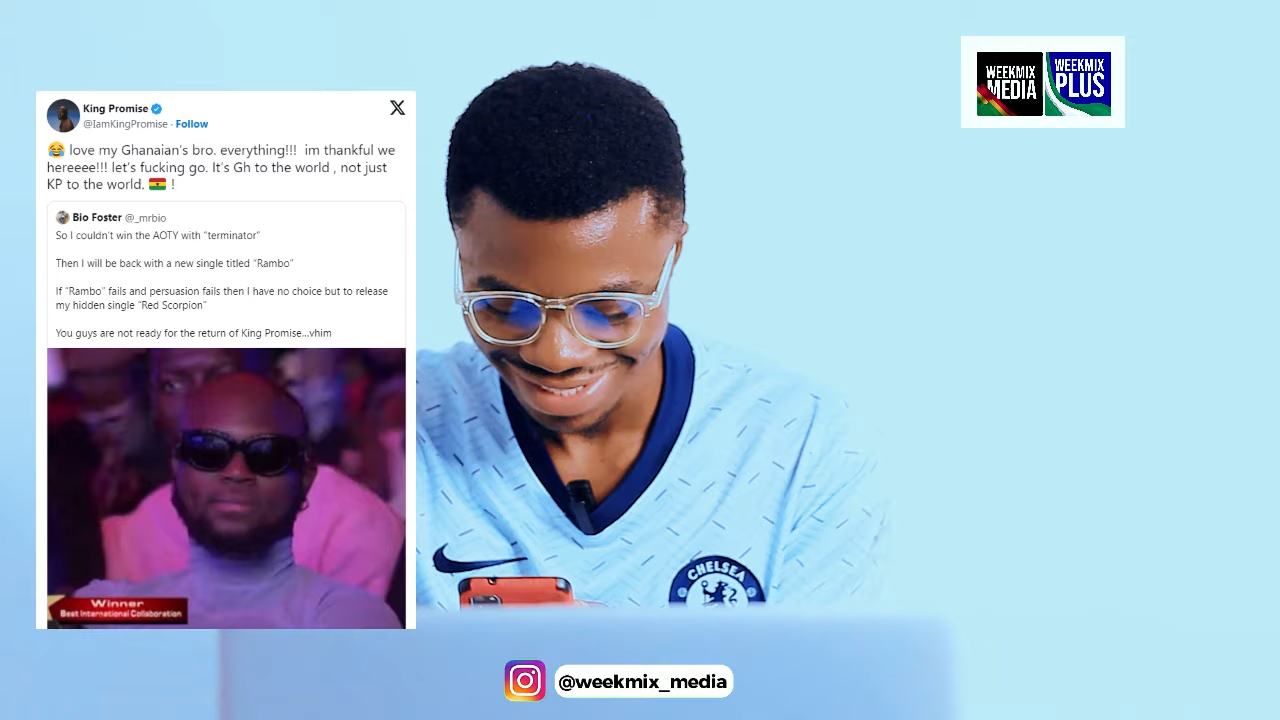 King Promise
@IamKingPromise · Follow
😂 love my Ghanaian's bro. everything!!! im thankful we
hereeee!!! let's fucking go. It's Gh to the world , not just
KP to the world. 🇬🇭 !
Bio Foster @_mrbio
So I couldn't win the AOTY with "terminator"
Then I will be back with a new single titled "Rambo"
If "Rambo" fails and persuasion fails then I have no choice but to release
my hidden single "Red Scorpion"
You guys are not ready for the return of King Promise...vhim
Winner
Best International Collaboration
WEEKMIX
MEDIA
WEEKMIX
PLUS
CHELSEA
@weekmix_media